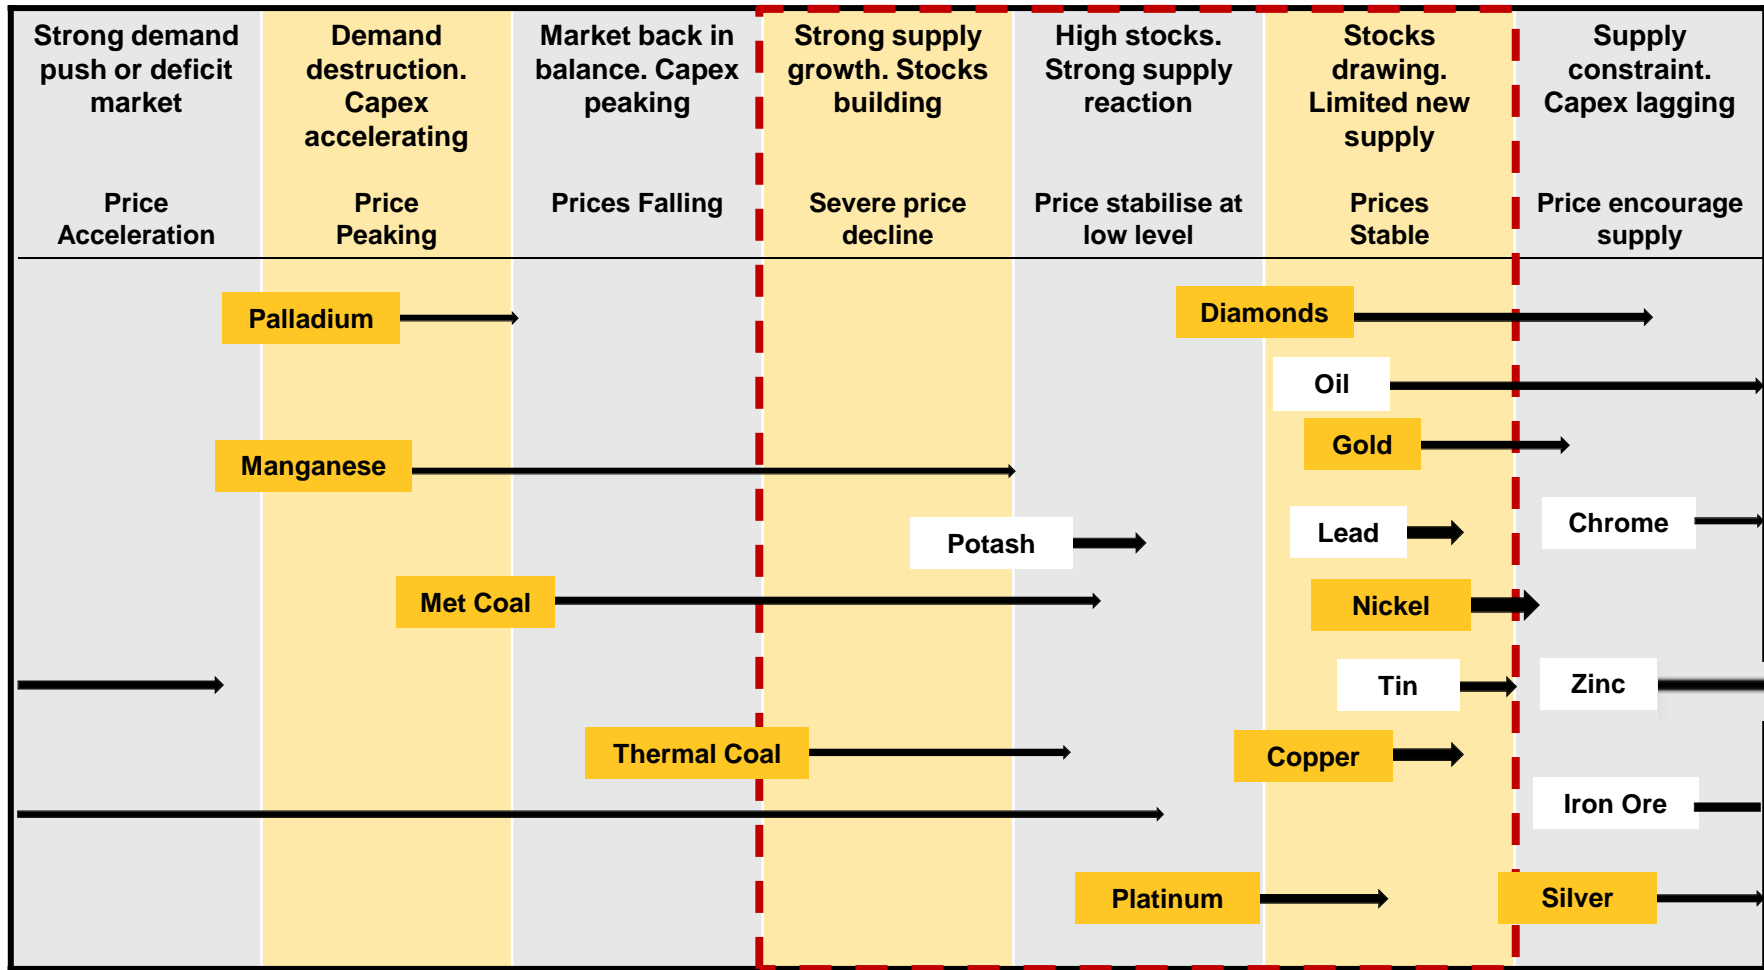 Strong demand
push or deficit
market
Demand
destruction.
Capex
accelerating
Market back in
balance. Capex
peaking
Strong supply
growth. Stocks
building
High stocks.
Strong supply
reaction
Stocks
drawing.
Limited new
supply
Supply
constraint.
Capex lagging
Price
Acceleration
Price
Peaking
Prices Falling
Severe price
decline
Price stabilise at
low level
Prices
Stable
Price encourage
supply
Palladium
Diamonds
Oil
Gold
Manganese
Chrome
Lead
Potash
Met Coal
Nickel
Tin
Zinc
Thermal Coal
Copper
Iron Ore
Platinum
Silver